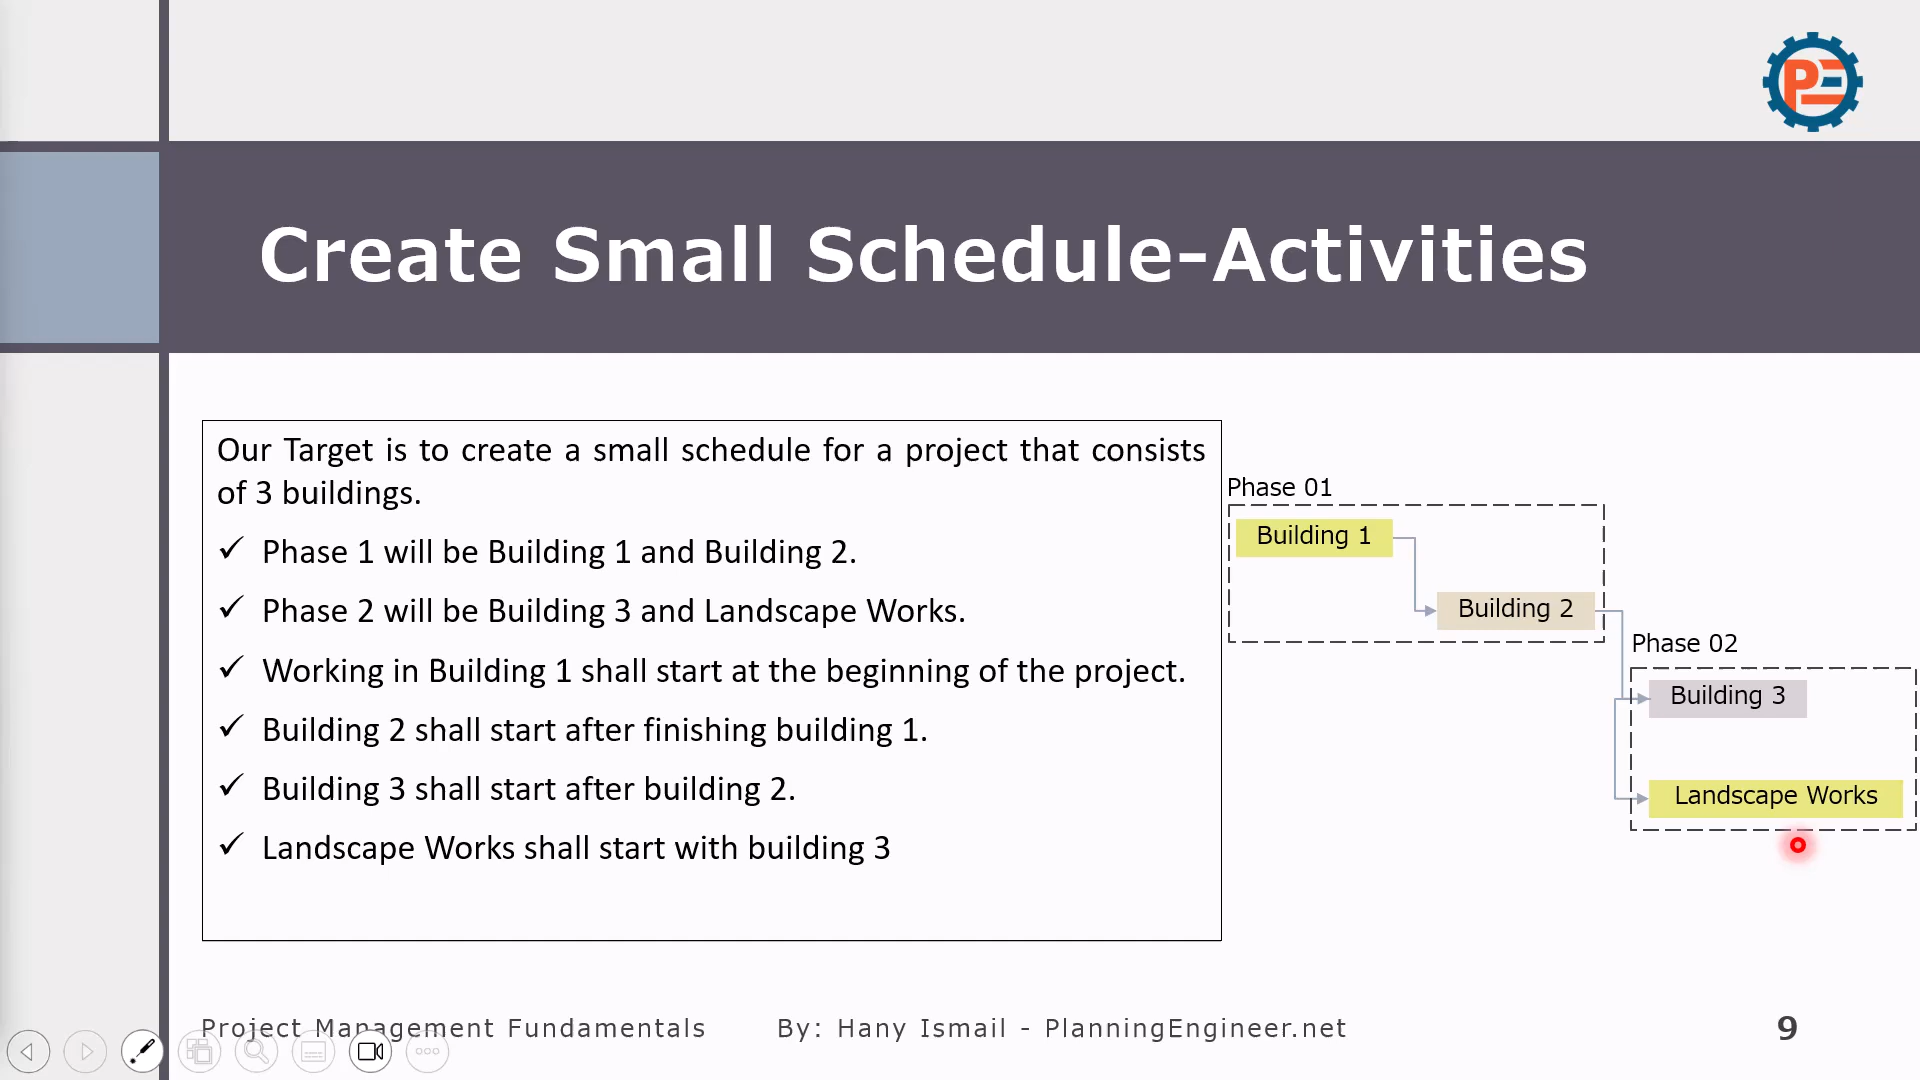 PE
Create Small Schedule-Activities
Our Target is to create a small schedule for a project that consists
of 3 buildings.
✓ Phase 1 will be Building 1 and Building 2.
✓ Phase 2 will be Building 3 and Landscape Works.
✓ Working in Building 1 shall start at the beginning of the project.
✓ Building 2 shall start after finishing building 1.
✓ Building 3 shall start after building 2.
✓ Landscape Works shall start with building 3
Phase 01
Building 1
Building 2
Phase 02
Building 3
Landscape Works
Project Management Fundamentals By: Hany Ismail - PlanningEngineer.net 9